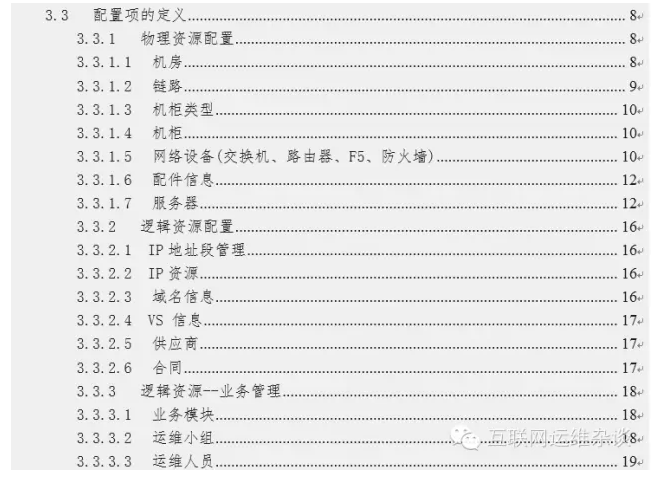 3.3 配置项的定义........8
3.3.1 物理资源配置........8
3.3.1.1 机房........8
3.3.1.2 链路........9
3.3.1.3 机柜类型........10
3.3.1.4 机柜........10
3.3.1.5 网络设备(交换机、路由器、F5、防火墙)........10
3.3.1.6 配件信息........12
3.3.1.7 服务器........12
3.3.2 逻辑资源配置........16
3.3.2.1 IP地址段管理........16
3.3.2.2 IP资源........16
3.3.2.3 域名信息........16
3.3.2.4 VS 信息........17
3.3.2.5 供应商........17
3.3.2.6 合同........17
3.3.3 逻辑资源--业务管理........18
3.3.3.1 业务模块........18
3.3.3.2 运维小组........18
3.3.3.3 运维人员........19
互联网运维杂谈